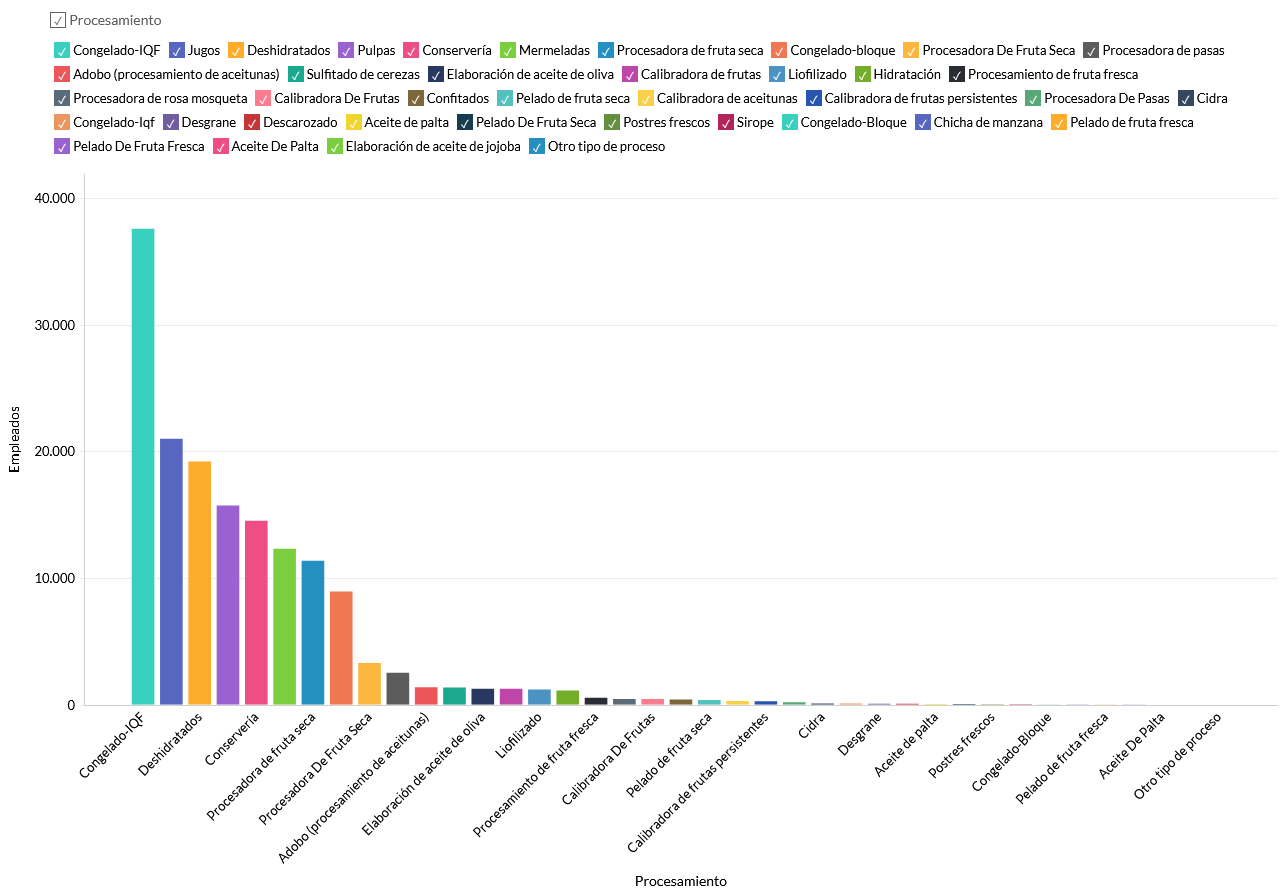 Procesamiento
Congelado-IQF Jugos Deshidratados Pulpas Conservería Mermeladas Procesadora de fruta seca Congelado-bloque Procesadora De Fruta Seca Procesadora de pasas
Adobo (procesamiento de aceitunas) Sulfitado de cerezas Elaboración de aceite de oliva Calibradora de frutas Liofilizado Hidratación Procesamiento de fruta fresca
Procesadora de rosa mosqueta Calibradora De Frutas Confitados Pelado de fruta seca Calibradora de aceitunas Calibradora de frutas persistentes Procesadora De Pasas Cidra
Congelado-Iqf Desgrane Descarozado Aceite de palta Pelado De Fruta Seca Postres frescos Sirope Congelado-Bloque Chicha de manzana Pelado de fruta fresca
Pelado De Fruta Fresca Aceite De Palta Elaboración de aceite de jojoba Otro tipo de proceso
40.000
30.000
20.000
10.000
0
Empleados
Congelado-IQF
Deshidratados
Conservería
Procesadora de fruta seca
Procesadora De Fruta Seca
Adobo (procesamiento de aceitunas)
Elaboración de aceite de oliva
Liofilizado
Procesamiento de fruta fresca
Calibradora De Frutas
Pelado de fruta seca
Calibradora de frutas persistentes
Cidra
Desgrane
Aceite de palta
Postres frescos
Congelado-Bloque
Pelado de fruta fresca
Aceite De Palta
Otro tipo de proceso
Procesamiento